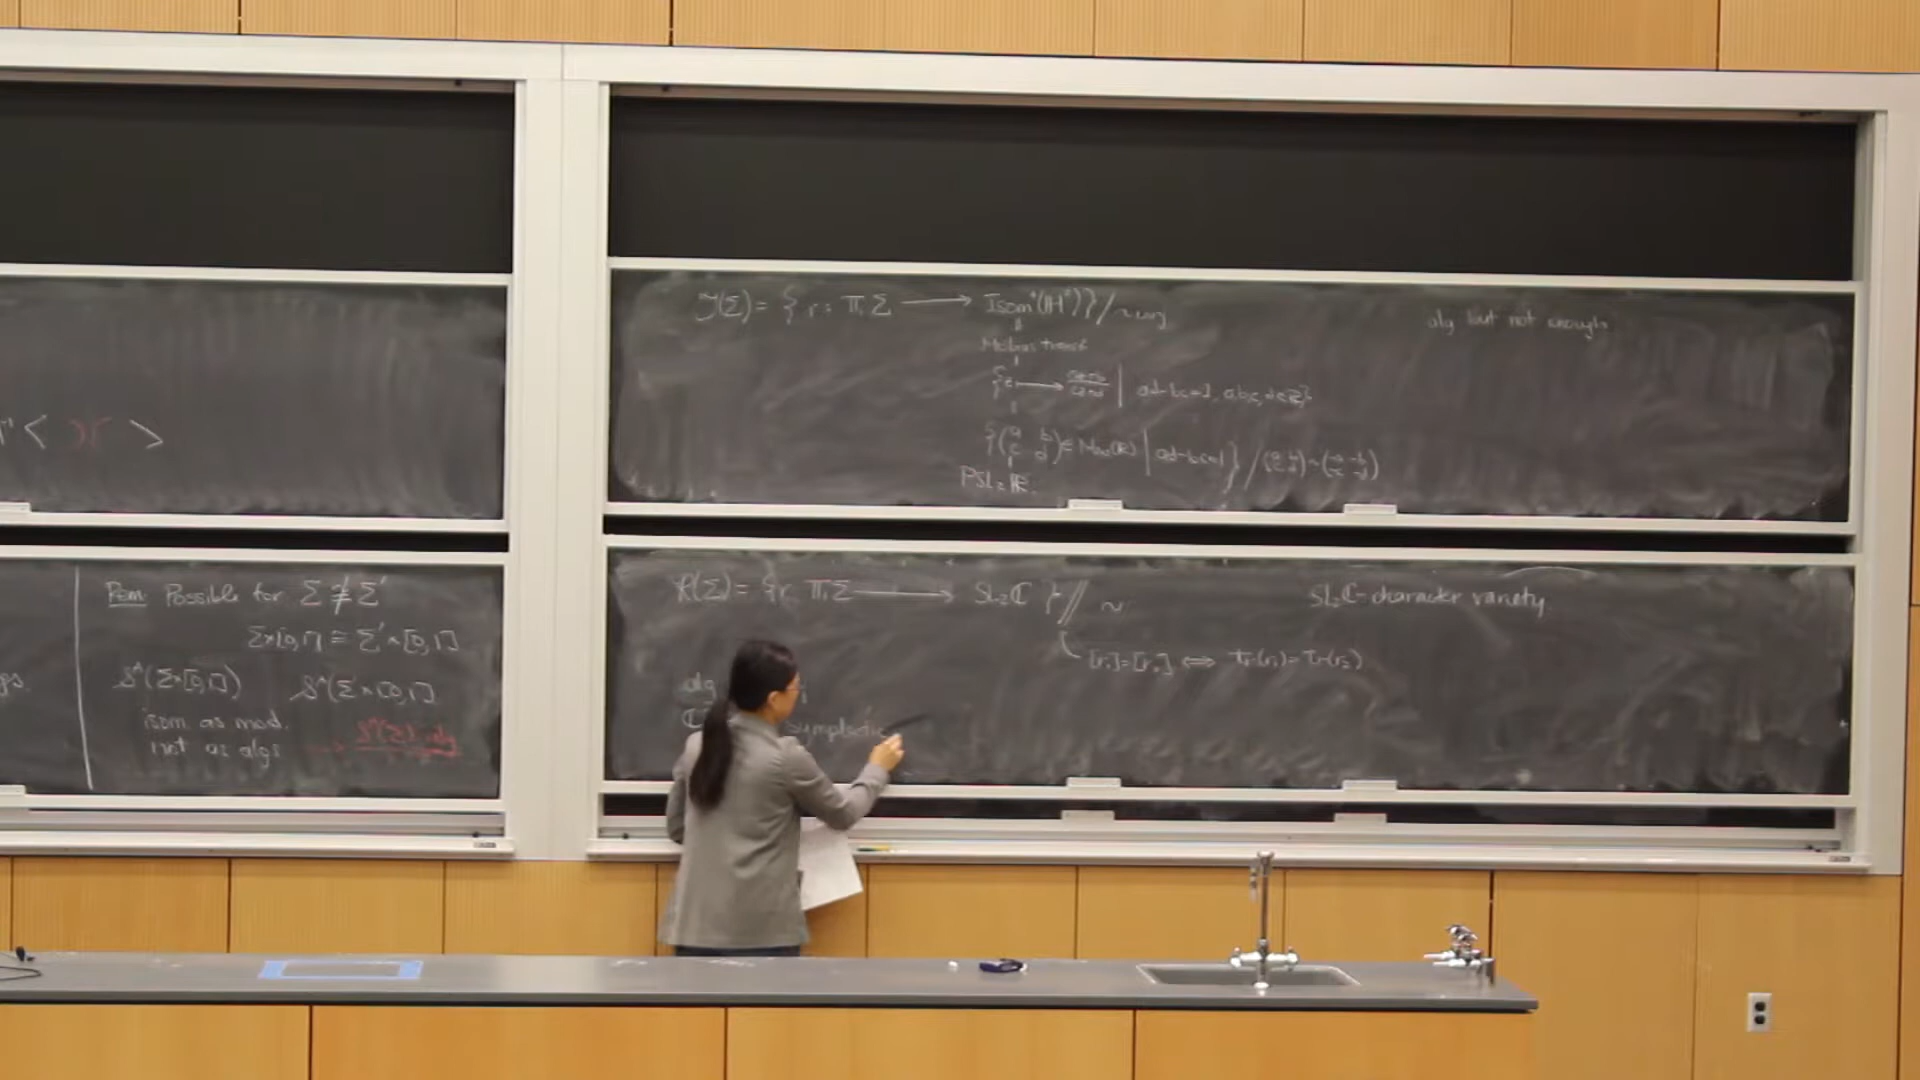 < >
Rem: Possible for Σ ≇ Σ'
Σ×[0,1] ≅ Σ'×[0,1]
S^A(Σ×[0,1]) S^A(Σ'×[0,1])
isom as mod.
not as algs
𝒯(Σ) = { r: π₁Σ ⟶ Isom⁺(ℍ²)}/~conj
alg but not enough
Möbius transf
{z ⟼ (az+b)/(cz+d) | ad-bc=1, a,b,c,d∈ℝ}
{(a b; c d) ∈ M₂ₓ₂(ℝ) | ad-bc=1} / (a b; c d) ~ (-a -b; -c -d)
PSL₂ℝ.
(Σ) = {r π₁Σ ⟶ SL₂ℂ } // ~
SL₂ℂ-character variety
[r₁]=[r₂] ⟺ Tr(r₁)=Tr(r₂)
alg
symplectic